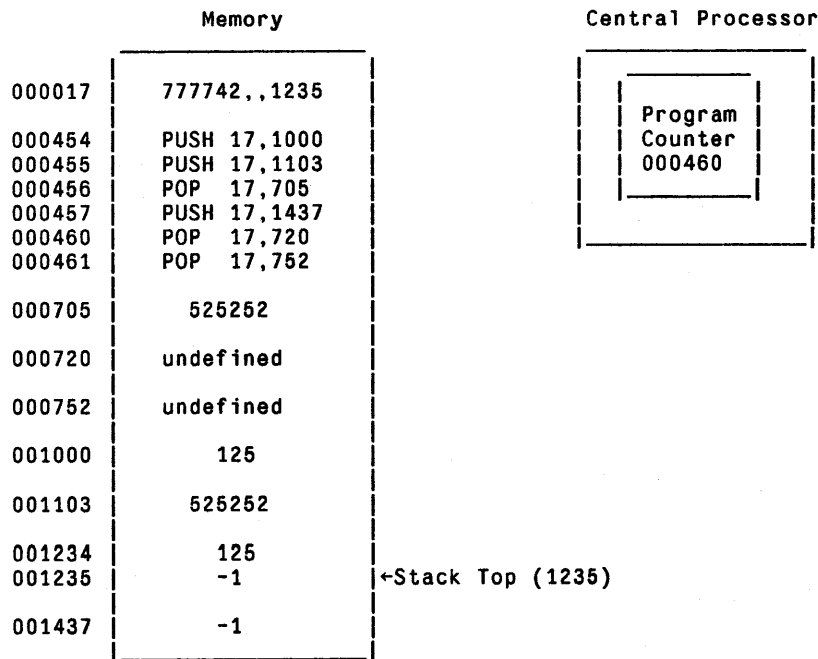 Memory Central Processor
000017 777742,,1235
Program
000454 PUSH 17,1000 Counter
000455 PUSH 17,1103 000460
000456 POP 17,705
000457 PUSH 17,1437
000460 POP 17,720
000461 POP 17,752
000705 525252
000720 undefined
000752 undefined
001000 125
001103 525252
001234 125
001235 -1 ←Stack Top (1235)
001437 -1